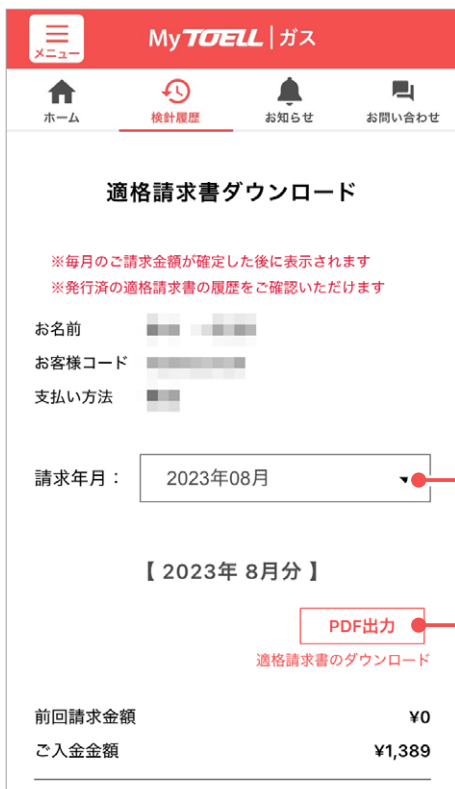 メニュー
My TOELL | ガス
ホーム
検針履歴
お知らせ
お問い合わせ
適格請求書ダウンロード
※毎月のご請求金額が確定した後に表示されます
※発行済の適格請求書の履歴をご確認いただけます
お名前
お客様コード
支払い方法
請求年月：
2023年08月
【 2023年 8月分 】
PDF出力
適格請求書のダウンロード
前回請求金額 ¥0
ご入金金額 ¥1,389